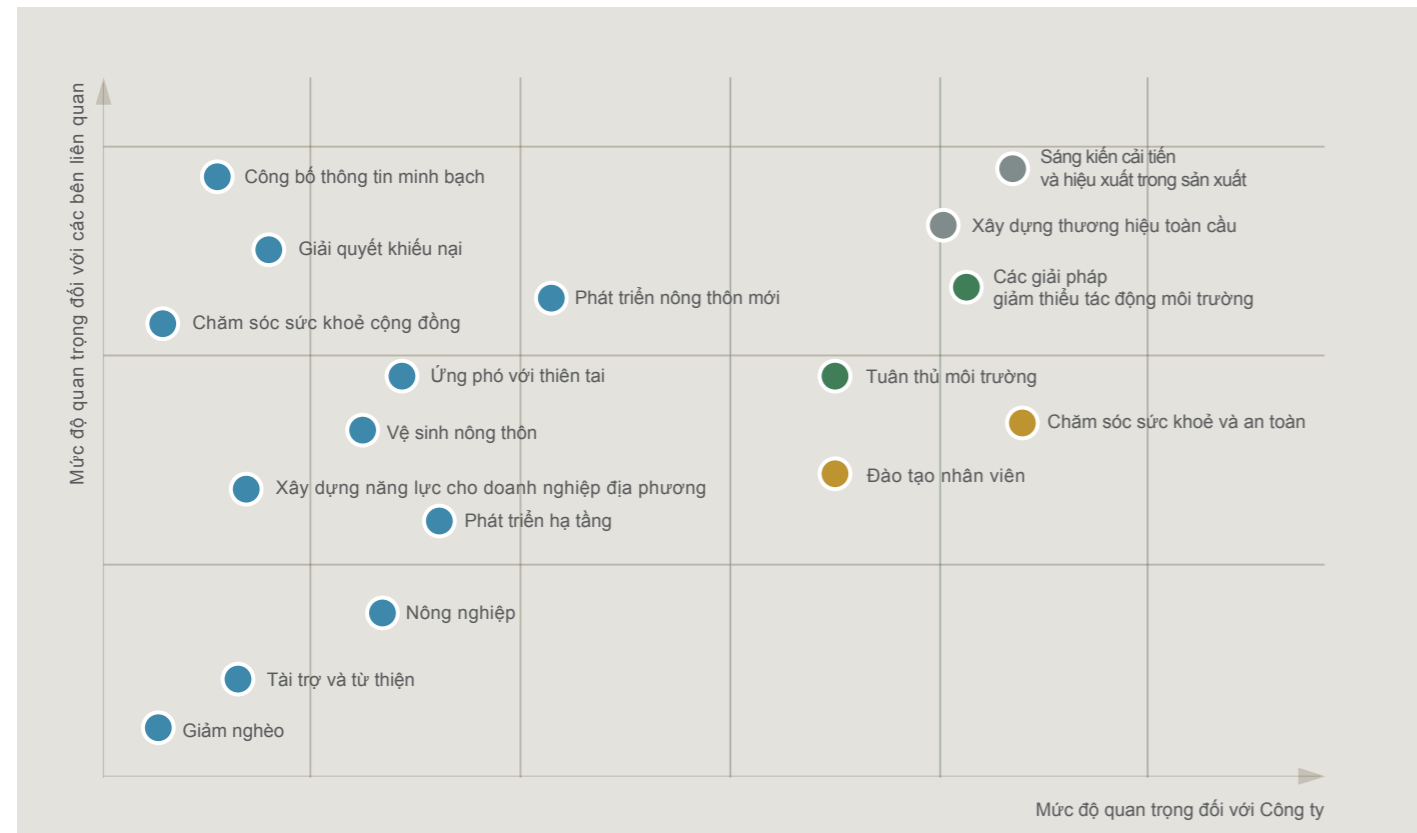 Mức độ quan trọng đối với các bên liên quan
Công bố thông tin minh bạch
Sáng kiến cải tiến
và hiệu xuất trong sản xuất
Xây dựng thương hiệu toàn cầu
Giải quyết khiếu nại
Các giải pháp
giảm thiểu tác động môi trường
Phát triển nông thôn mới
Chăm sóc sức khoẻ cộng đồng
Ứng phó với thiên tai
Tuân thủ môi trường
Chăm sóc sức khoẻ và an toàn
Vệ sinh nông thôn
Đào tạo nhân viên
Xây dựng năng lực cho doanh nghiệp địa phương
Phát triển hạ tầng
Nông nghiệp
Tài trợ và từ thiện
Giảm nghèo
Mức độ quan trọng đối với Công ty